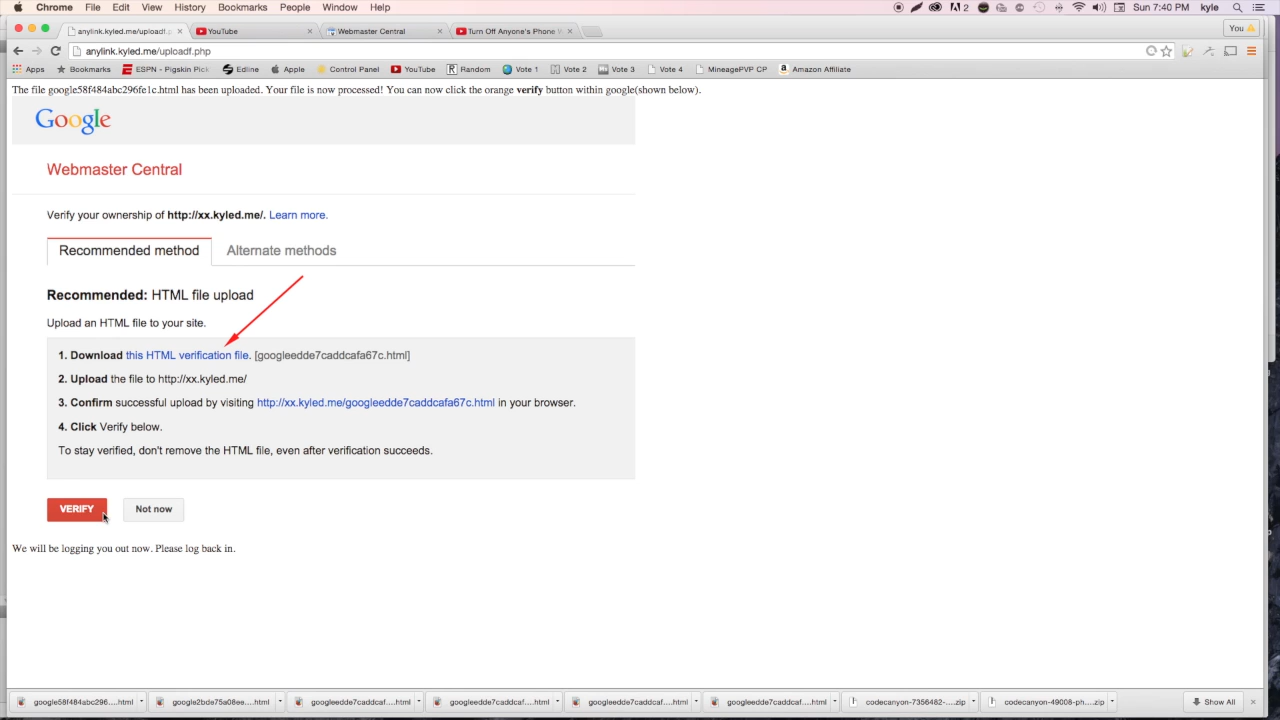 Chrome File Edit View History Bookmarks People Window Help 2 Sun 7:40 PM kyle
anylink.kyled.me/uploadf.p YouTube Webmaster Central Turn Off Anyone's Phone You
anylink.kyled.me/uploadf.php
Apps Bookmarks ESPN - Pigskin Pick Edline Apple Control Panel YouTube Random Vote 1 Vote 2 Vote 3 Vote 4 MineagePVP CP Amazon Affiliate
The file google58f484abc296fe1c.html has been uploaded. Your file is now processed! You can now click the orange verify button within google(shown below).
Google
Webmaster Central
Verify your ownership of http://xx.kyled.me/. Learn more.
Recommended method Alternate methods
Recommended: HTML file upload
Upload an HTML file to your site.
1. Download this HTML verification file. [googleedde7caddcafa67c.html]
2. Upload the file to http://xx.kyled.me/
3. Confirm successful upload by visiting http://xx.kyled.me/googleedde7caddcafa67c.html in your browser.
4. Click Verify below.
To stay verified, don't remove the HTML file, even after verification succeeds.
VERIFY Not now
We will be logging you out now. Please log back in.
google58f484abc296....html google2bde75a08ee....html googleedde7caddcaf....html googleedde7caddcaf....html googleedde7caddcaf....html googleedde7caddcaf....html codecanyon-7356482-....zip codecanyon-49008-ph....zip Show All